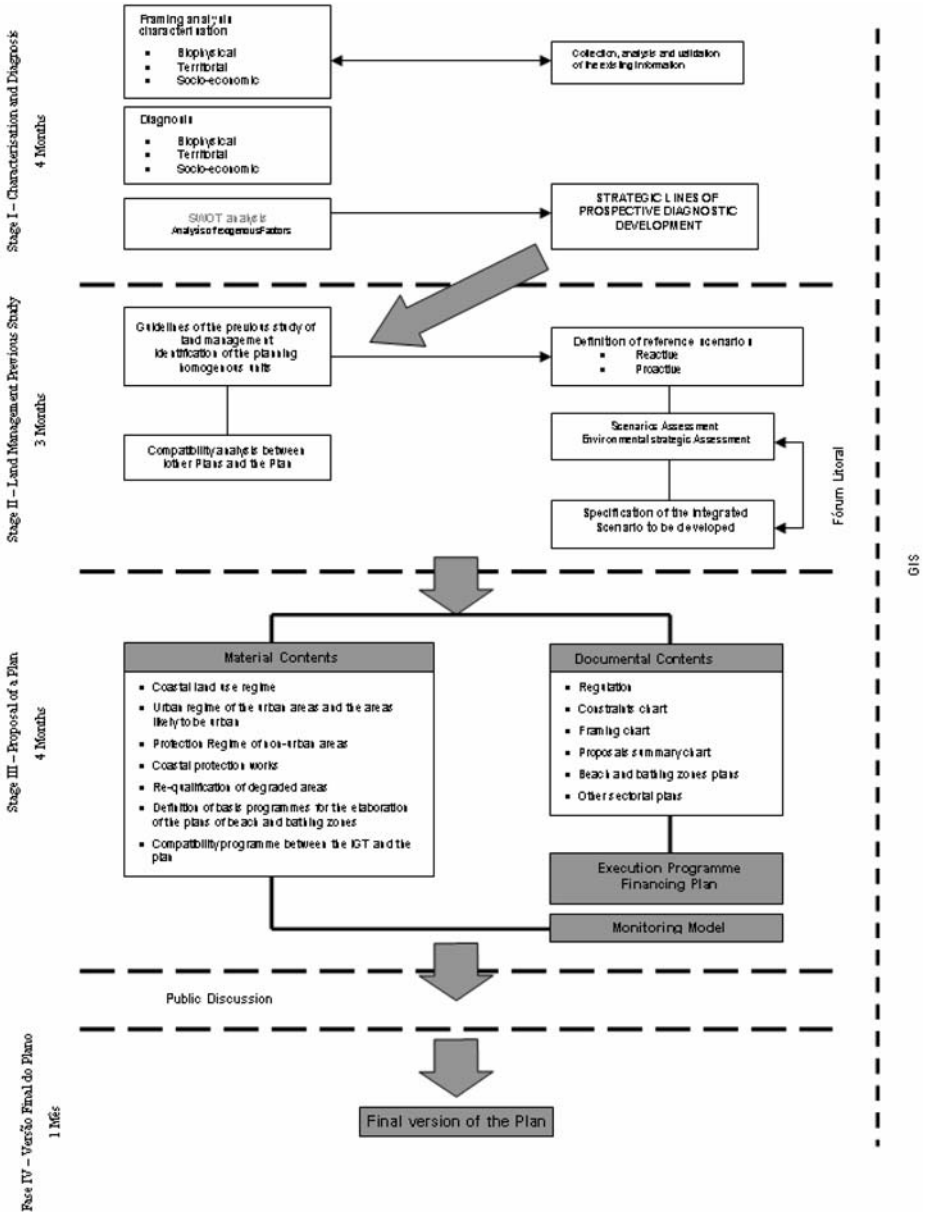 Stage I – Characterisation and Diagnosis
4 Months
Framing analysis
characterisation
▪ Biophysical
▪ Territorial
▪ Socio-economic
Collection, analysis and validation
of the existing information
Diagnosis
▪ Biophysical
▪ Territorial
▪ Socio-economic
SWOT analysis
Analysis of exogenous Factors
STRATEGIC LINES OF
PROSPECTIVE DIAGNOSTIC
DEVELOPMENT
Stage II – Land Management Previous Study
3 Months
Guidelines of the previous study of
land management
Identification of the planning
homogenous units
Definition of reference scenario
▪ Reactive
▪ Proactive
Compatibility analysis between
Iother Plans and the Plan
Scenarios Assessment
Environmental strategic Assessment
Specification of the Integrated
Scenario to be developed
Fórum Litoral
GIS
Stage III – Proposal of a Plan
4 Months
Material Contents
▪ Coastal land use regime
▪ Urban regime of the urban areas and the areas
likely to be urban
▪ Protection Regime of non-urban areas
▪ Coastal protection works
▪ Re-qualification of degraded areas
▪ Definition of basis programmes for the elaboration
of the plans of beach and bathing zones
▪ Compatibility programme between the IGT and the
plan
Documental Contents
▪ Regulation
▪ Constraints chart
▪ Framing chart
▪ Proposals summary chart
▪ Beach and bathing zones plans
▪ Other sectorial plans
Execution Programme
Financing Plan
Monitoring Model
Public Discussion
Fase IV – Versão Final do Plano
1 Mês
Final version of the Plan